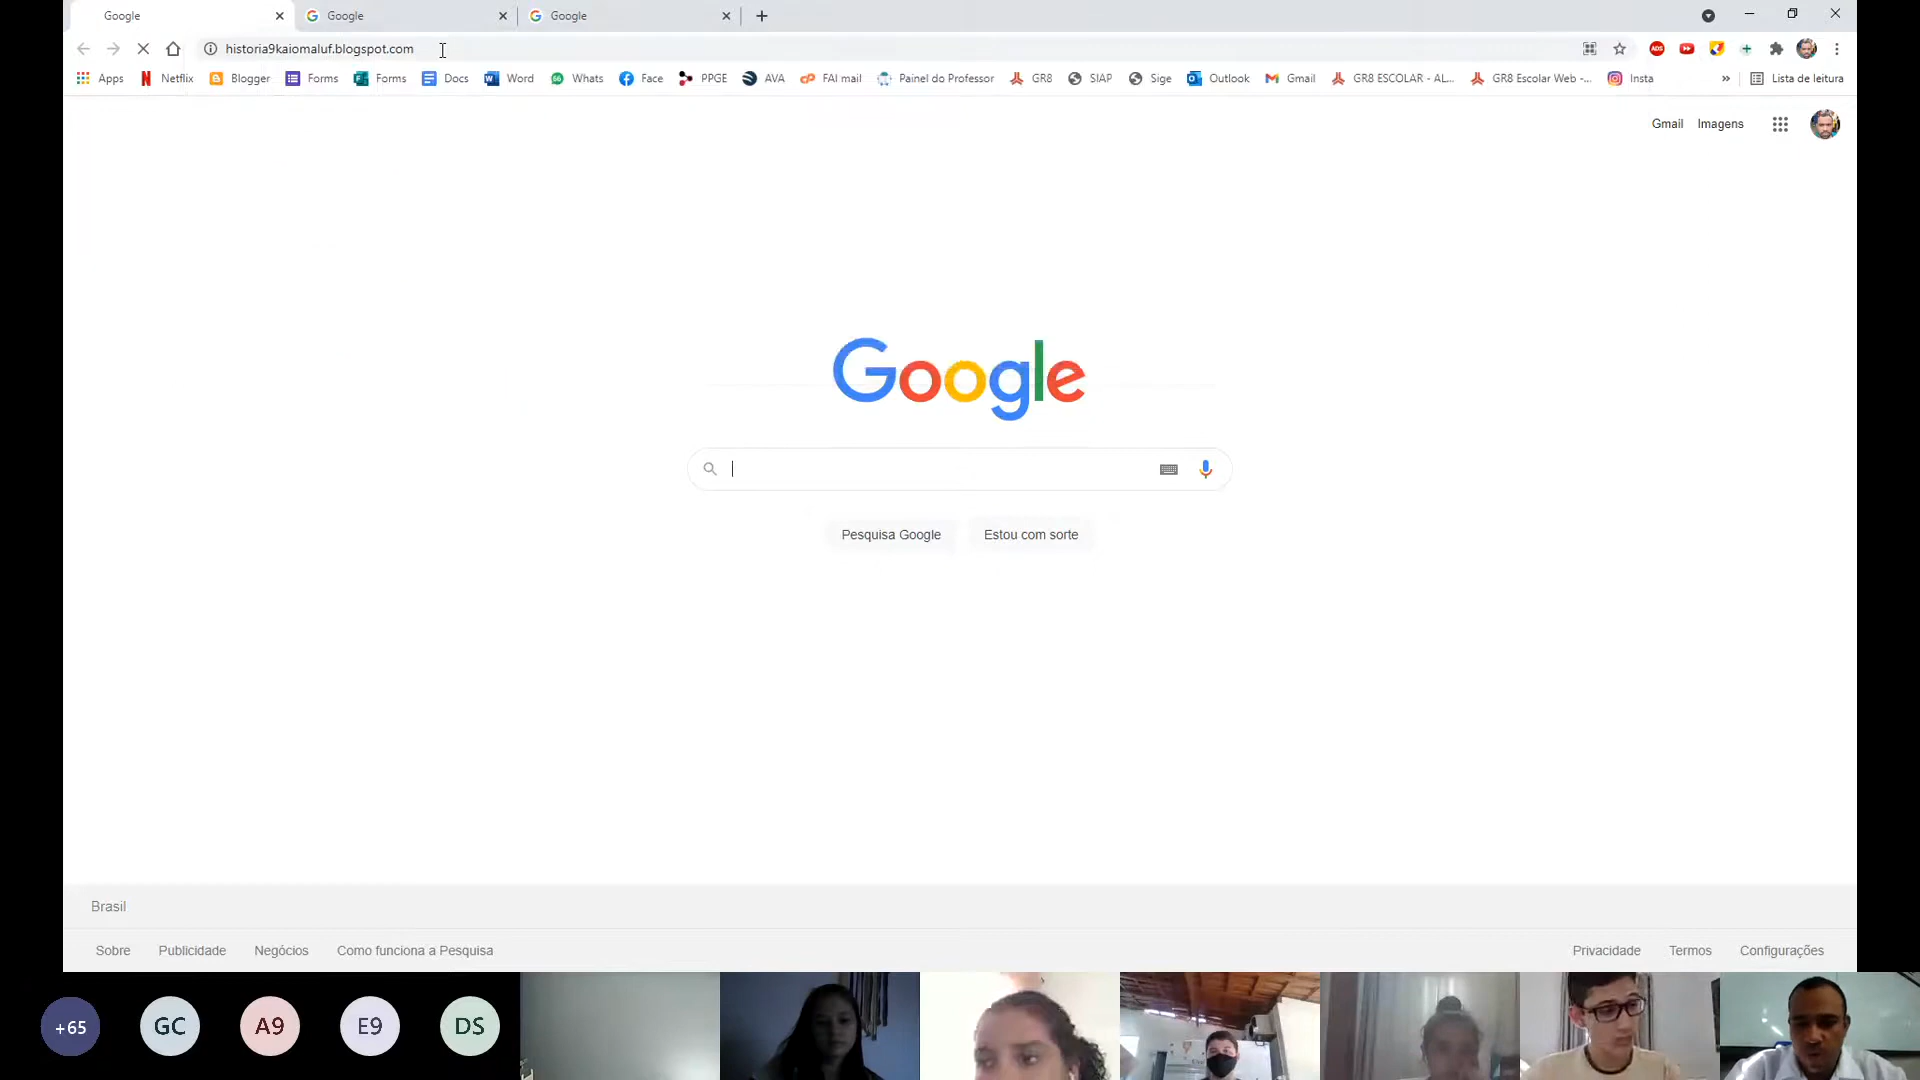 Google Google Google
historia9kaiomaluf.blogspot.com
Apps Netflix Blogger Forms Forms Docs Word Whats Face PPGE AVA FAI mail Painel do Professor GR8 SIAP Sige Outlook Gmail GR8 ESCOLAR - AL... GR8 Escolar Web -... Insta » Lista de leitura
Gmail Imagens
Google
Pesquisa Google Estou com sorte
Brasil
Sobre Publicidade Negócios Como funciona a Pesquisa Privacidade Termos Configurações
+65 GC A9 E9 DS